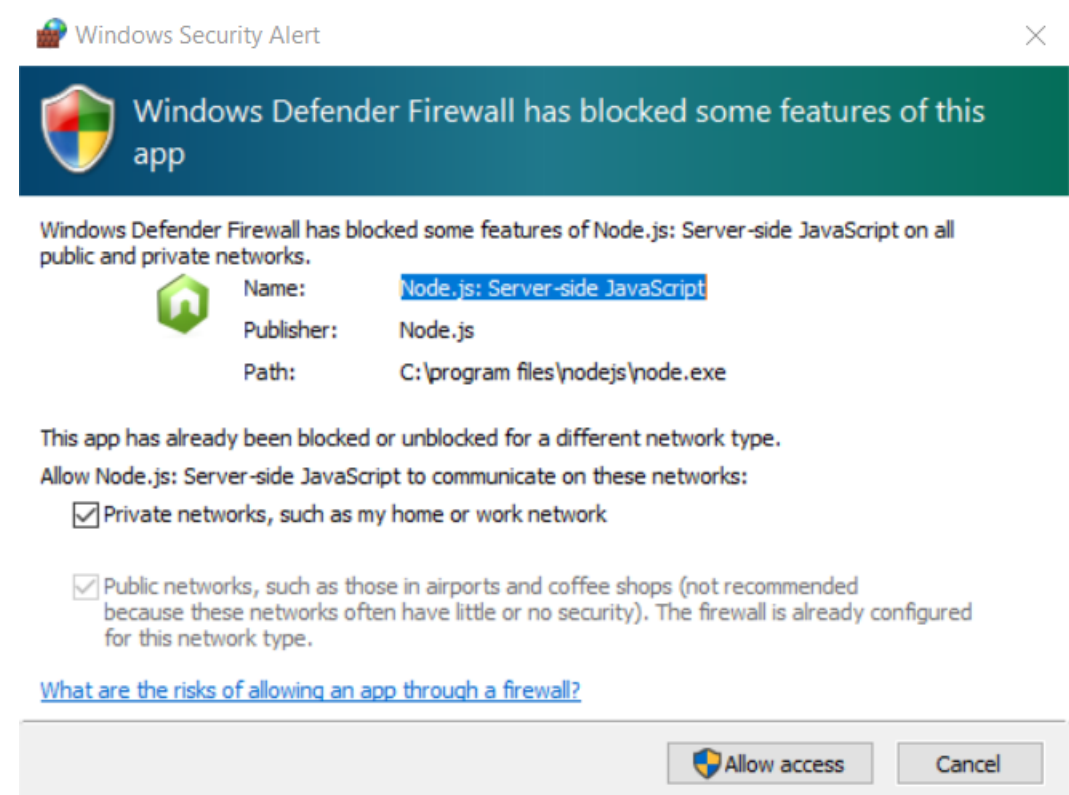 Windows Security Alert
Windows Defender Firewall has blocked some features of this
app
Windows Defender Firewall has blocked some features of Node.js: Server-side JavaScript on all
public and private networks.
Name: Node.js: Server-side JavaScript
Publisher: Node.js
Path: C:\program files\nodejs\node.exe
This app has already been blocked or unblocked for a different network type.
Allow Node.js: Server-side JavaScript to communicate on these networks:
Private networks, such as my home or work network
Public networks, such as those in airports and coffee shops (not recommended
because these networks often have little or no security). The firewall is already configured
for this network type.
What are the risks of allowing an app through a firewall?
Allow access Cancel